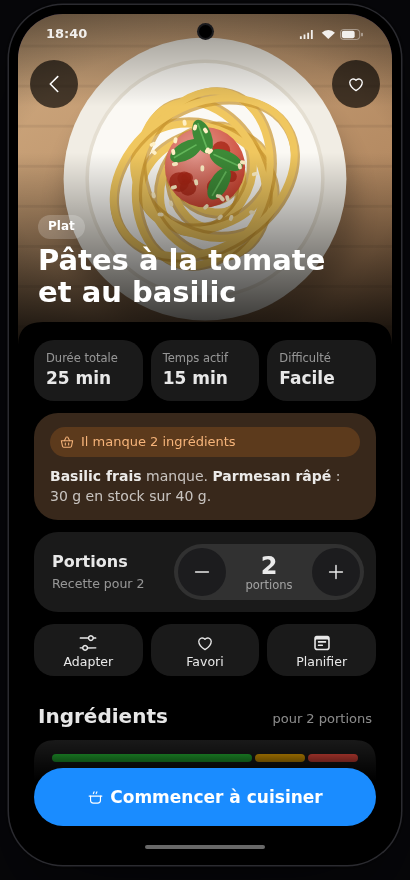 18:40
Plat
Pâtes à la tomate
et au basilic
Durée totale
25 min
Temps actif
15 min
Difficulté
Facile
Il manque 2 ingrédients
Basilic frais manque. Parmesan râpé :
30 g en stock sur 40 g.
Portions
Recette pour 2
2
portions
Adapter
Favori
Planifier
Ingrédients
pour 2 portions
Commencer à cuisiner